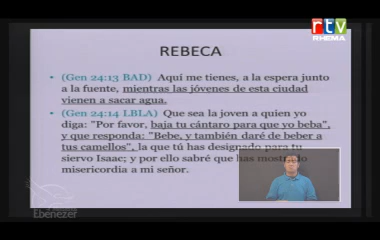 rtv
RHEMA
REBECA
• (Gen 24:13 BAD) Aquí me tienes, a la espera junto
a la fuente, mientras las jóvenes de esta ciudad
vienen a sacar agua.
• (Gen 24:14 LBLA) Que sea la joven a quien yo
diga: "Por favor, baja tu cántaro para que yo beba",
y que responda: "Bebe, y también daré de beber a
tus camellos", la que tú has designado para tu
siervo Isaac; y por ello sabré que has mostrado
misericordia a mi señor.
Ebenezer